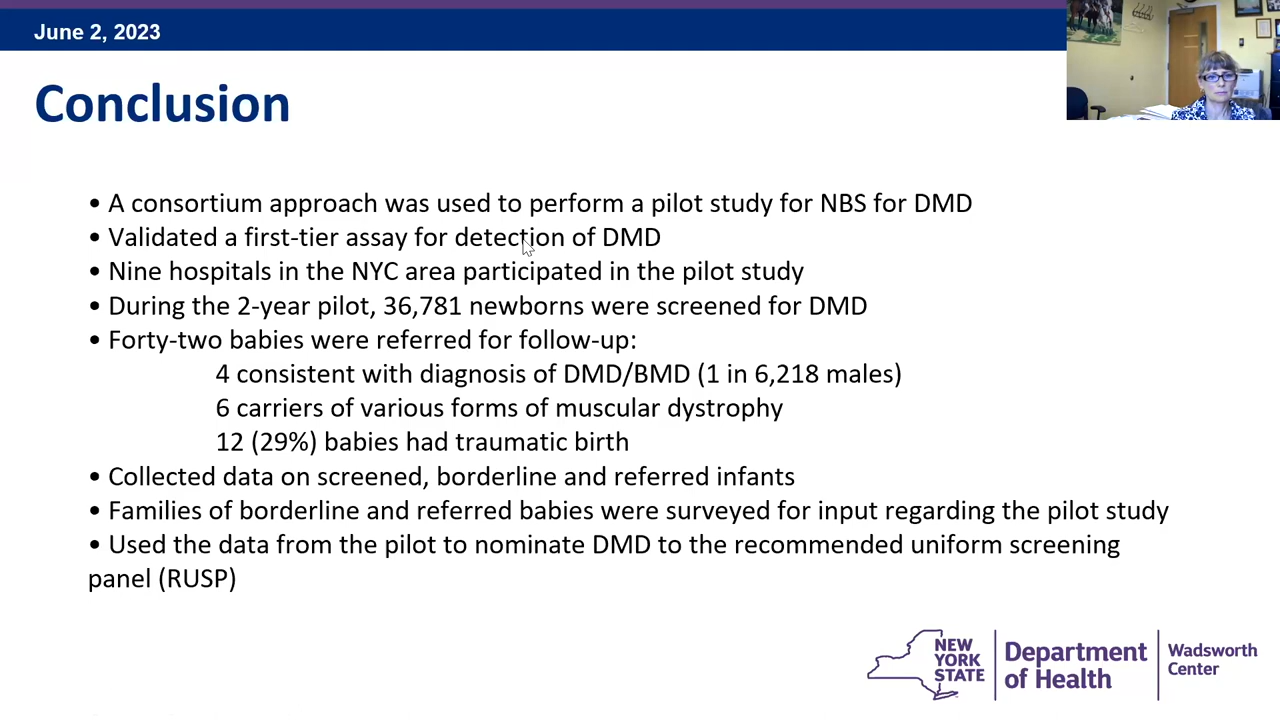 June 2, 2023
Conclusion
• A consortium approach was used to perform a pilot study for NBS for DMD
• Validated a first-tier assay for detection of DMD
• Nine hospitals in the NYC area participated in the pilot study
• During the 2-year pilot, 36,781 newborns were screened for DMD
• Forty-two babies were referred for follow-up:
4 consistent with diagnosis of DMD/BMD (1 in 6,218 males)
6 carriers of various forms of muscular dystrophy
12 (29%) babies had traumatic birth
• Collected data on screened, borderline and referred infants
• Families of borderline and referred babies were surveyed for input regarding the pilot study
• Used the data from the pilot to nominate DMD to the recommended uniform screening
panel (RUSP)
NEW
YORK
STATE
Department
of Health
Wadsworth
Center